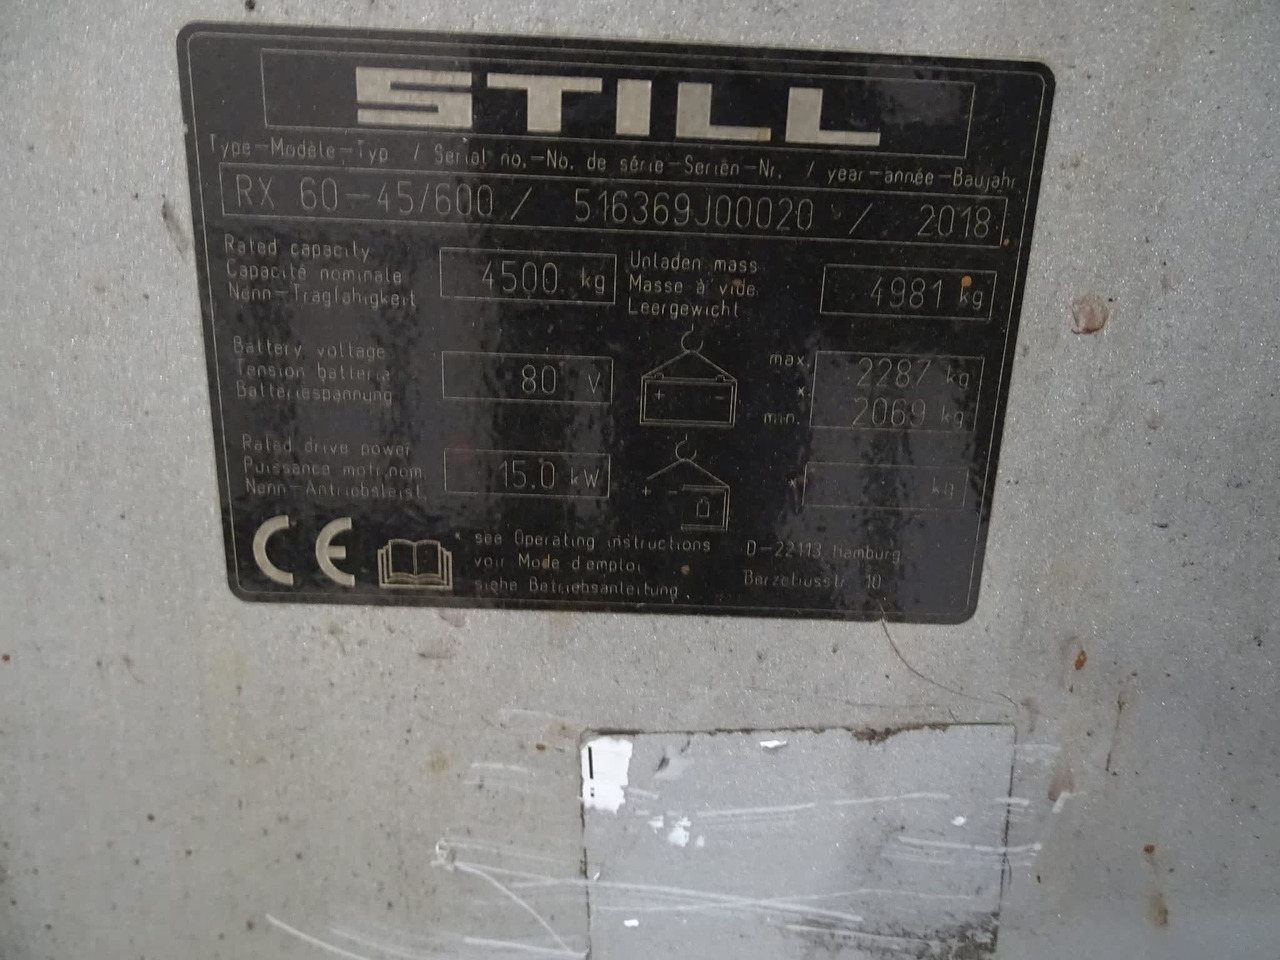 STILL
Type-Modèle-Typ / Serial no.-No. de série-Serien-Nr. / year-année-Baujahr
RX 60-45/600 / 516369J00020 / 2018
Rated capacity
Capacité nominale
Nenn-Tragfähigkeit
4500 kg
Unladen mass
Masse à vide
Leergewicht
4981 kg
Battery voltage
Tension batterie
Batteriespannung
80 V
+ -
max.
*
min.
2287 kg
2069 kg
Rated drive power
Puissance motr.nom.
Nenn-Antriebsleist.
15.0 kW
+ -
* kg
CE
* see Operating instructions
voir Mode d'emploi
siehe Betriebsanleitung
D-22113 Hamburg
Berzeliusstr. 10